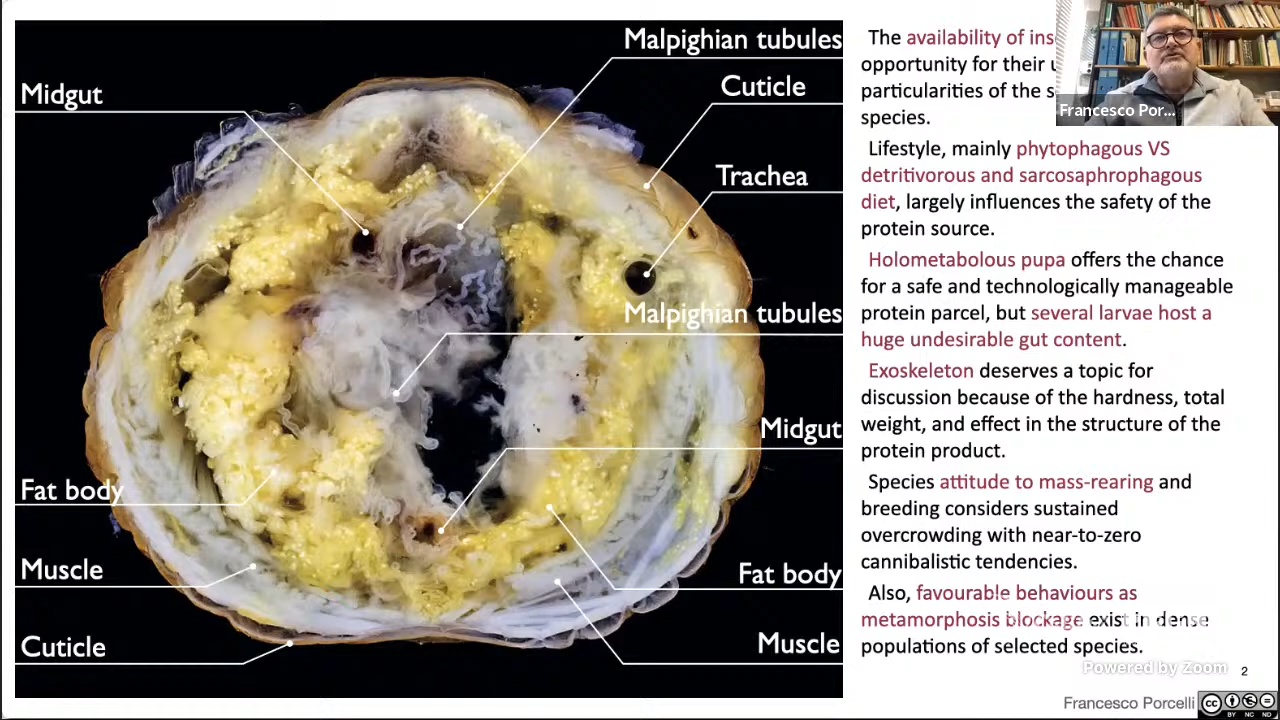 Malpighian tubules
Midgut
Cuticle
Trachea
Malpighian tubules
Midgut
Fat body
Muscle
Fat body
Cuticle
Muscle
The availability of
opportunity for their
particularities of the
species.
Lifestyle, mainly phytophagous VS
detritivorous and sarcosaphrophagous
diet, largely influences the safety of the
protein source.
Holometabolous pupa offers the chance
for a safe and technologically manageable
protein parcel, but several larvae host a
huge undesirable gut content.
Exoskeleton deserves a topic for
discussion because of the hardness, total
weight, and effect in the structure of the
protein product.
Species attitude to mass-rearing and
breeding considers sustained
overcrowding with near-to-zero
cannibalistic tendencies.
Also, favourable behaviours as
metamorphosis blockage exist in dense
populations of selected species.
Francesco Por...
Powered by Zoom
2
Francesco Porcelli
cc
BY NC ND